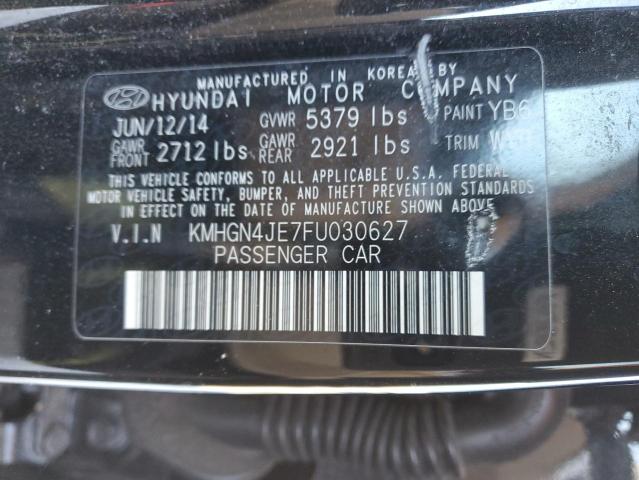 MANUFACTURED IN KOREA BY
HYUNDAI MOTOR COMPANY
JUN/12/14 GVWR 5379 lbs PAINT YB6
GAWR FRONT 2712 lbs GAWR REAR 2921 lbs TRIM
THIS VEHICLE CONFORMS TO ALL APPLICABLE U.S.A. FEDERAL
MOTOR VEHICLE SAFETY, BUMPER, AND THEFT PREVENTION STANDARDS
IN EFFECT ON THE DATE OF MANUFACTURE SHOWN ABOVE.
V.I.N KMHGN4JE7FU030627
PASSENGER CAR